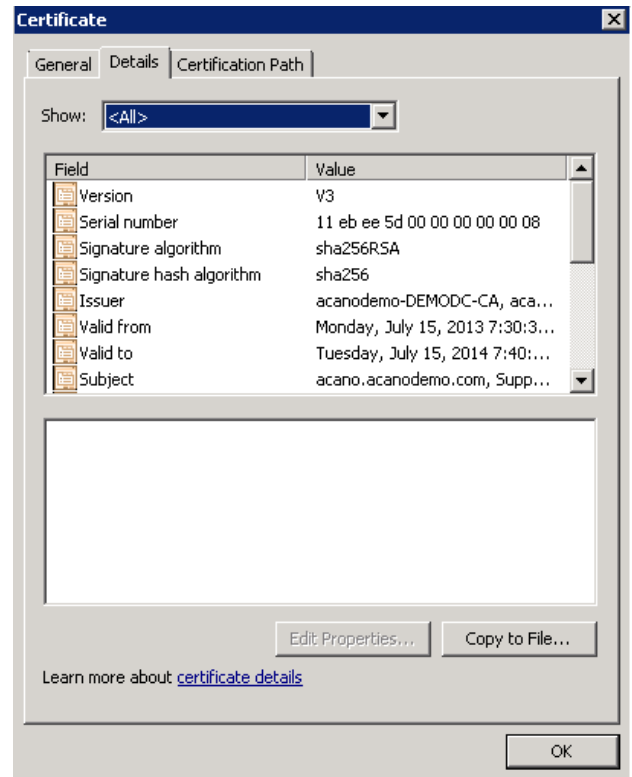 Certificate
General Details Certification Path
Show: <All>
Field Value
Version V3
Serial number 11 eb ee 5d 00 00 00 00 00 08
Signature algorithm sha256RSA
Signature hash algorithm sha256
Issuer acanodemo-DEMODC-CA, aca...
Valid from Monday, July 15, 2013 7:30:3...
Valid to Tuesday, July 15, 2014 7:40:...
Subject acano.acanodemo.com, Supp...
Edit Properties... Copy to File...
Learn more about certificate details
OK